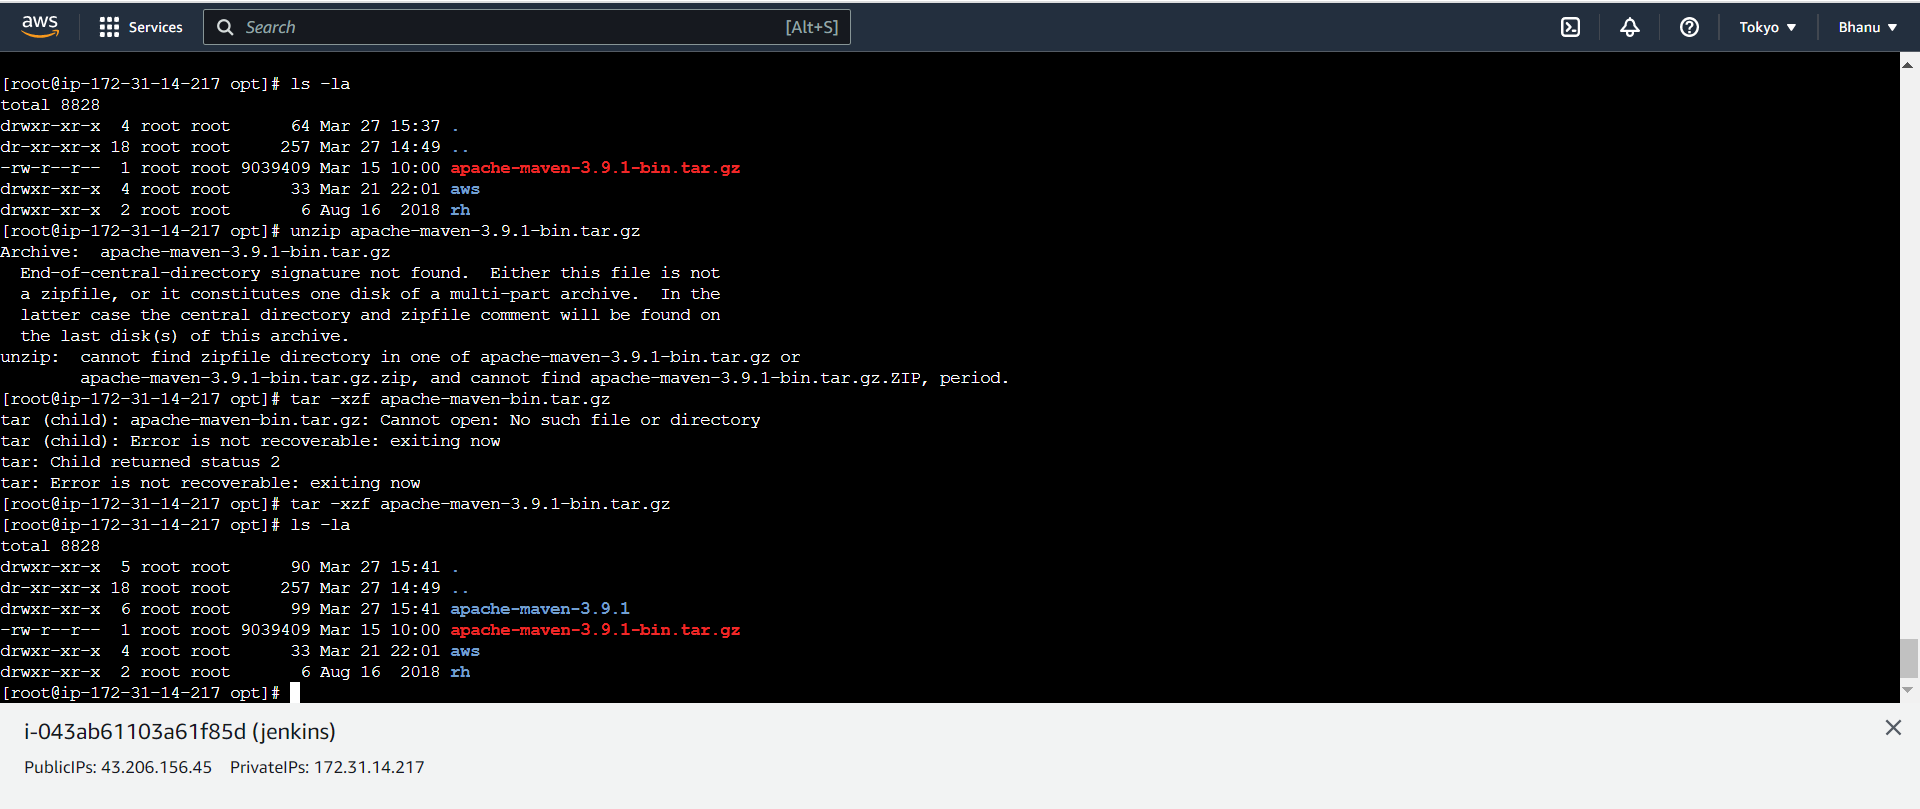 aws Services Search [Alt+S] Tokyo Bhanu
[root@ip-172-31-14-217 opt]# ls -la
total 8828
drwxr-xr-x  4 root root      64 Mar 27 15:37 .
dr-xr-xr-x 18 root root     257 Mar 27 14:49 ..
-rw-r--r--  1 root root 9039409 Mar 15 10:00 apache-maven-3.9.1-bin.tar.gz
drwxr-xr-x  4 root root      33 Mar 21 22:01 aws
drwxr-xr-x  2 root root       6 Aug 16  2018 rh
[root@ip-172-31-14-217 opt]# unzip apache-maven-3.9.1-bin.tar.gz
Archive:  apache-maven-3.9.1-bin.tar.gz
  End-of-central-directory signature not found.  Either this file is not
  a zipfile, or it constitutes one disk of a multi-part archive.  In the
  latter case the central directory and zipfile comment will be found on
  the last disk(s) of this archive.
unzip:  cannot find zipfile directory in one of apache-maven-3.9.1-bin.tar.gz or
        apache-maven-3.9.1-bin.tar.gz.zip, and cannot find apache-maven-3.9.1-bin.tar.gz.ZIP, period.
[root@ip-172-31-14-217 opt]# tar -xzf apache-maven-bin.tar.gz
tar (child): apache-maven-bin.tar.gz: Cannot open: No such file or directory
tar (child): Error is not recoverable: exiting now
tar: Child returned status 2
tar: Error is not recoverable: exiting now
[root@ip-172-31-14-217 opt]# tar -xzf apache-maven-3.9.1-bin.tar.gz
[root@ip-172-31-14-217 opt]# ls -la
total 8828
drwxr-xr-x  5 root root      90 Mar 27 15:41 .
dr-xr-xr-x 18 root root     257 Mar 27 14:49 ..
drwxr-xr-x  6 root root      99 Mar 27 15:41 apache-maven-3.9.1
-rw-r--r--  1 root root 9039409 Mar 15 10:00 apache-maven-3.9.1-bin.tar.gz
drwxr-xr-x  4 root root      33 Mar 21 22:01 aws
drwxr-xr-x  2 root root       6 Aug 16  2018 rh
[root@ip-172-31-14-217 opt]#
i-043ab61103a61f85d (jenkins)
PublicIPs: 43.206.156.45 PrivateIPs: 172.31.14.217